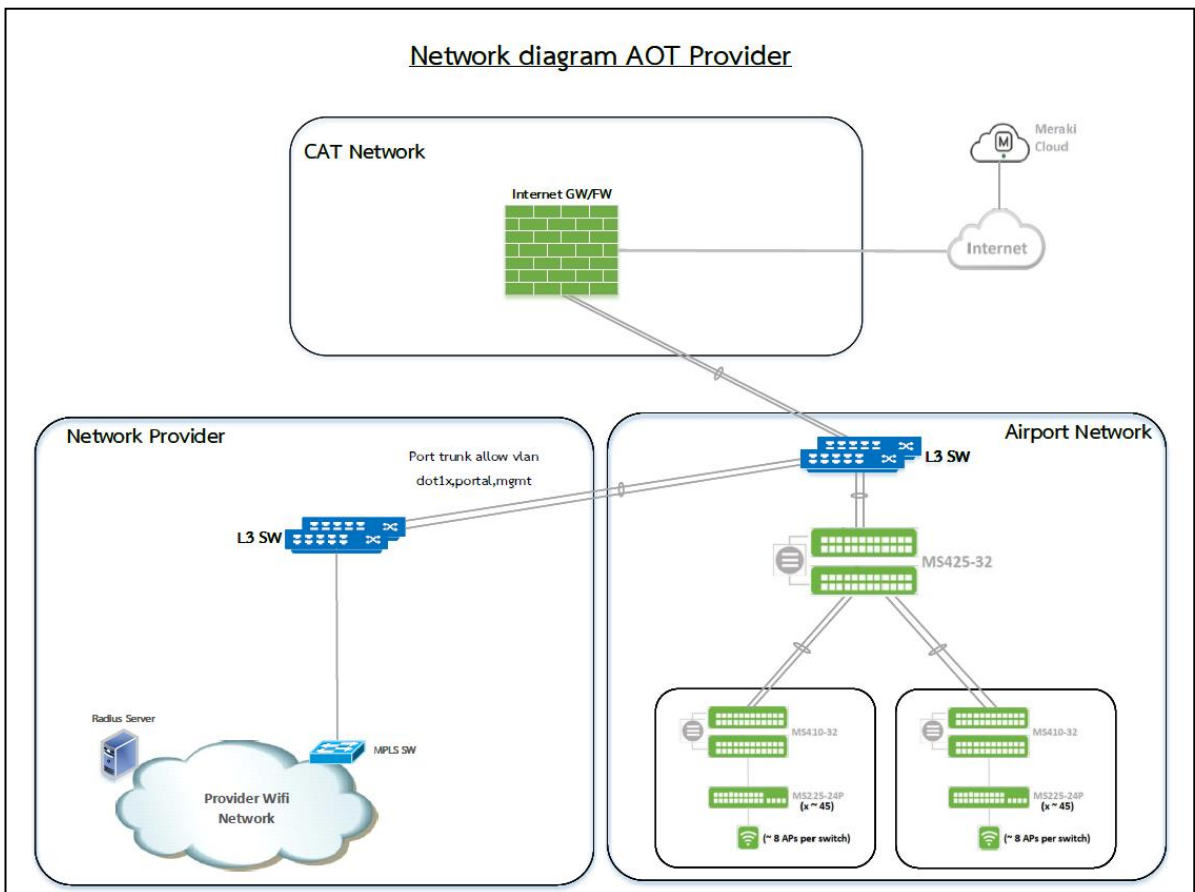 Network diagram AOT Provider
CAT Network
Internet GW/FW
Meraki
Cloud
M
Internet
Network Provider
Port trunk allow vlan
dot1x,portal,mgmt
L3 SW
Radius Server
MPLS SW
Provider Wifi
Network
Airport Network
L3 SW
MS425-32
MS410-32
MS225-24P
(x ~ 45)
(~ 8 APs per switch)
MS410-32
MS225-24P
(x ~ 45)
(~ 8 APs per switch)